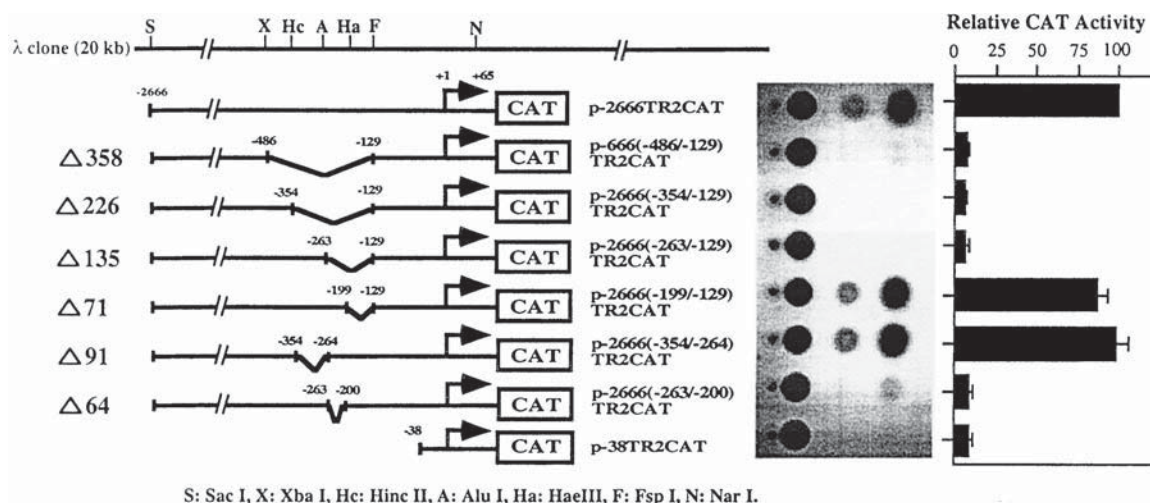 Relative CAT Activity
0 25 50 75 100
S X Hc A Ha F N
λ clone (20 kb)
-2666 +1 +65
CAT p-2666TR2CAT
△358 -486 -129 CAT p-666(-486/-129)
TR2CAT
△226 -354 -129 CAT p-2666(-354/-129)
TR2CAT
△135 -263 -129 CAT p-2666(-263/-129)
TR2CAT
△71 -199 -129 CAT p-2666(-199/-129)
TR2CAT
△91 -354 -264 CAT p-2666(-354/-264)
TR2CAT
△64 -263 -200 CAT p-2666(-263/-200)
TR2CAT
-38 CAT p-38TR2CAT
S: Sac I, X: Xba I, Hc: Hinc II, A: Alu I, Ha: HaeIII, F: Fsp I, N: Nar I.